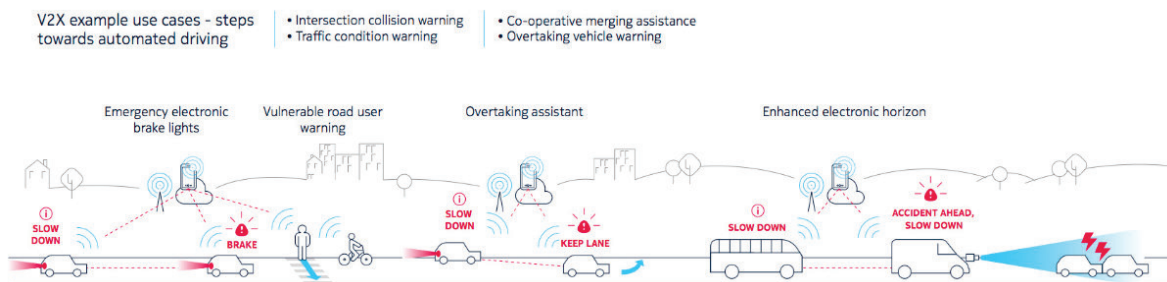 V2X example use cases - steps
towards automated driving
• Intersection collision warning
• Traffic condition warning
• Co-operative merging assistance
• Overtaking vehicle warning
Emergency electronic
brake lights
Vulnerable road user
warning
Overtaking assistant
Enhanced electronic horizon
SLOW
DOWN
BRAKE
SLOW
DOWN
KEEP LANE
SLOW DOWN
ACCIDENT AHEAD,
SLOW DOWN